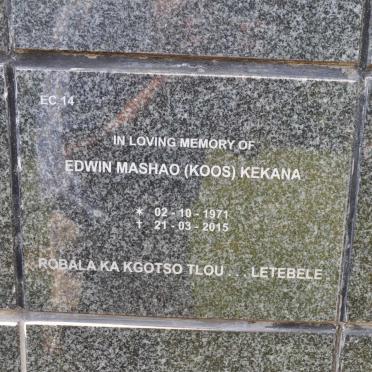 EC 14
IN LOVING MEMORY OF
EDWIN MASHAO (KOOS) KEKANA
* 02 - 10 - 1971
† 21 - 03 - 2015
ROBALA KA KGOTSO TLOU . . . LETEBELE